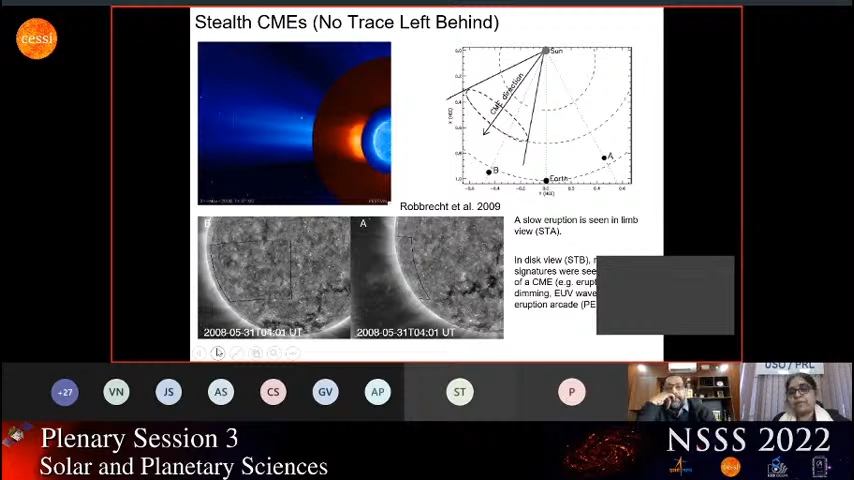 cessi
Stealth CMEs (No Trace Left Behind)
Sun
CME direction
B
A
Earth
Robbrecht et al. 2009
B
A
2008-05-31T04:01 UT
2008-05-31T04:01 UT
A slow eruption is seen in limb
view (STA).
In disk view (STB),
signatures were see
of a CME (e.g. erupt
dimming, EUV wave
eruption arcade (PE
+27
VN
JS
AS
CS
GV
AP
ST
P
USO / PRL
Plenary Session 3
Solar and Planetary Sciences
NSSS 2022